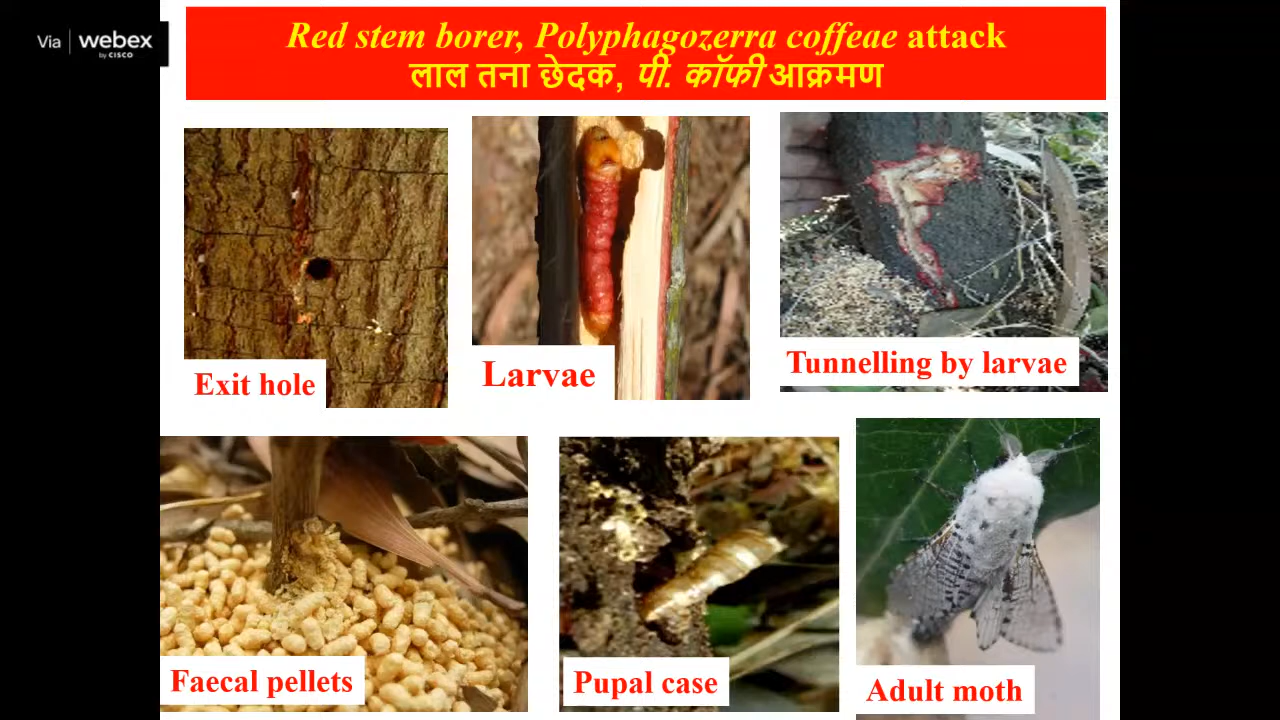 Via | webex
by CISCO
Red stem borer, Polyphagozerra coffeae attack
लाल तना छेदक, पी. कॉफी आक्रमण
Exit hole
Larvae
Tunnelling by larvae
Faecal pellets
Pupal case
Adult moth